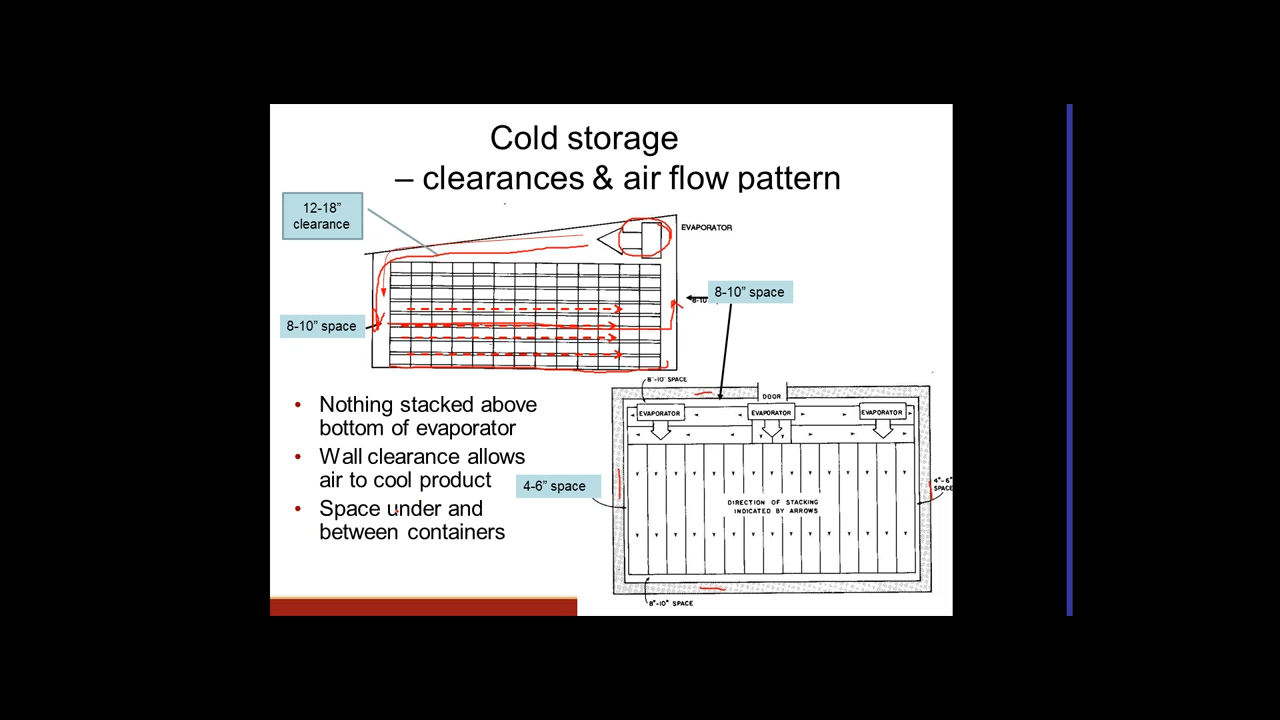 Cold storage
– clearances & air flow pattern
12-18”
clearance
EVAPORATOR
8-10” space
8-10” space
• Nothing stacked above
bottom of evaporator
• Wall clearance allows
air to cool product
• Space under and
between containers
4-6” space
8"-10" SPACE
DOOR
EVAPORATOR
EVAPORATOR
EVAPORATOR
DIRECTION OF STACKING
INDICATED BY ARROWS
4"-6"
SPACE
8"-10" SPACE